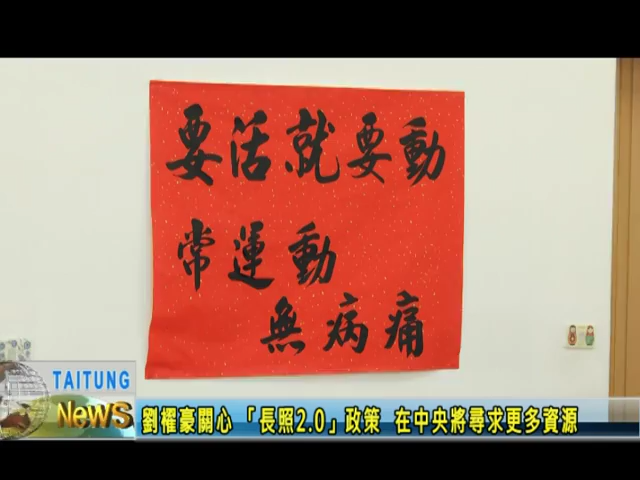 要活就要動
常運動
無病痛
TAITUNG
NeWS
劉櫂豪關心 「長照2.0」政策 在中央將尋求更多資源